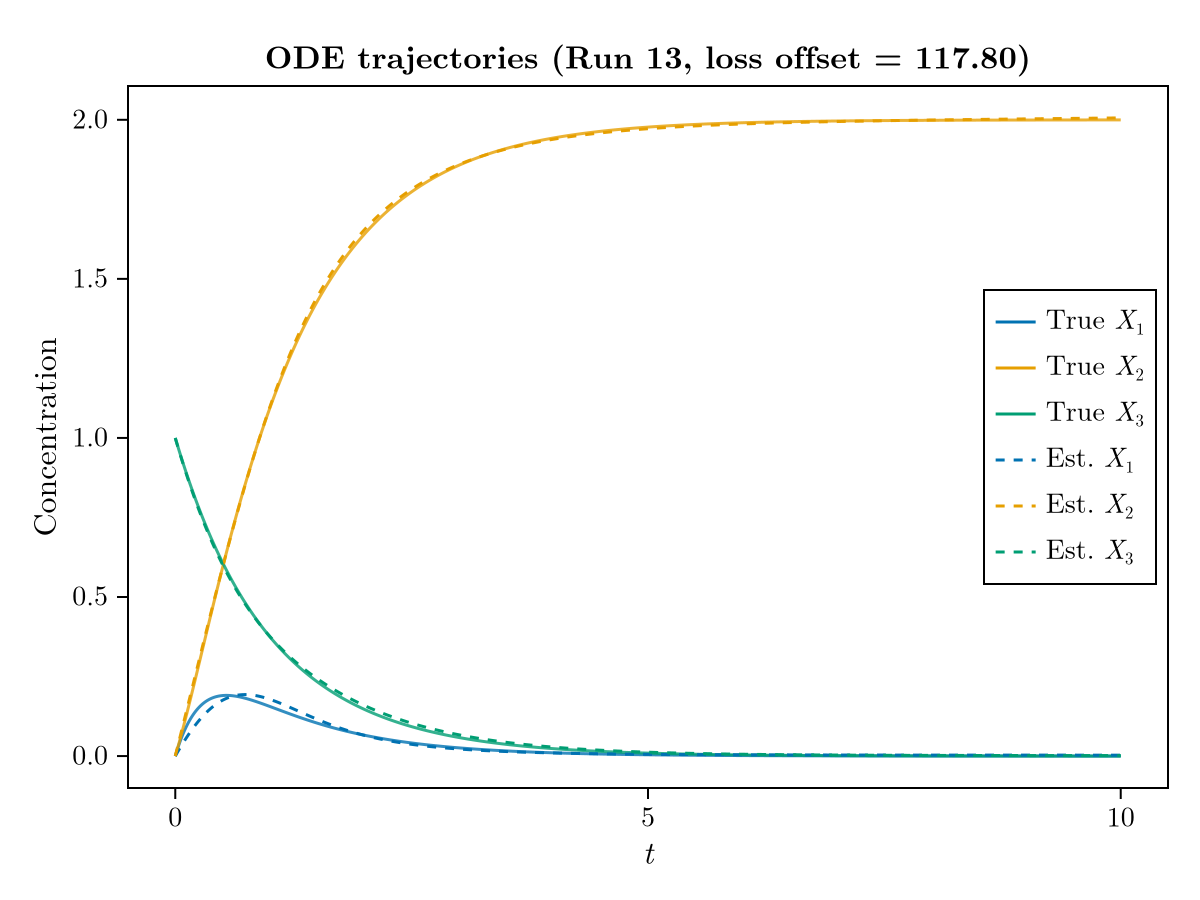 ODE trajectories (Run 13, loss offset = 117.80)
Concentration
2.0
1.5
1.0
0.5
0.0
0
5
10
t
True X₁
True X₂
True X₃
Est. X₁
Est. X₂
Est. X₃